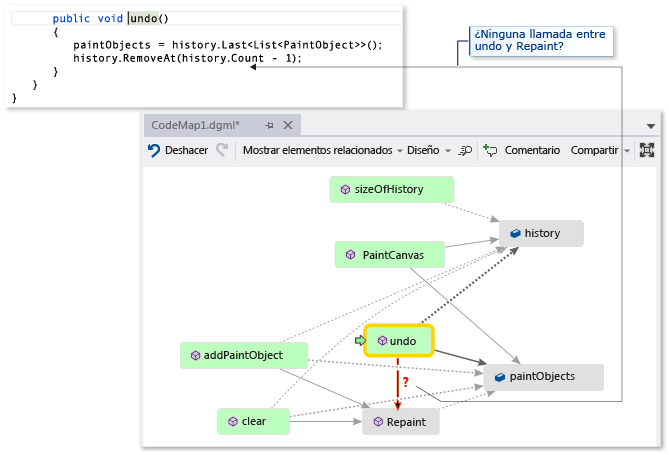 public void undo()
{
paintObjects = history.Last<List<PaintObject>>();
history.RemoveAt(history.Count - 1);
}
}
}
¿Ninguna llamada entre
undo y Repaint?
CodeMap1.dgml*
Deshacer Mostrar elementos relacionados Diseño Comentario Compartir
sizeOfHistory
history
PaintCanvas
undo
addPaintObject
paintObjects
?
clear
Repaint